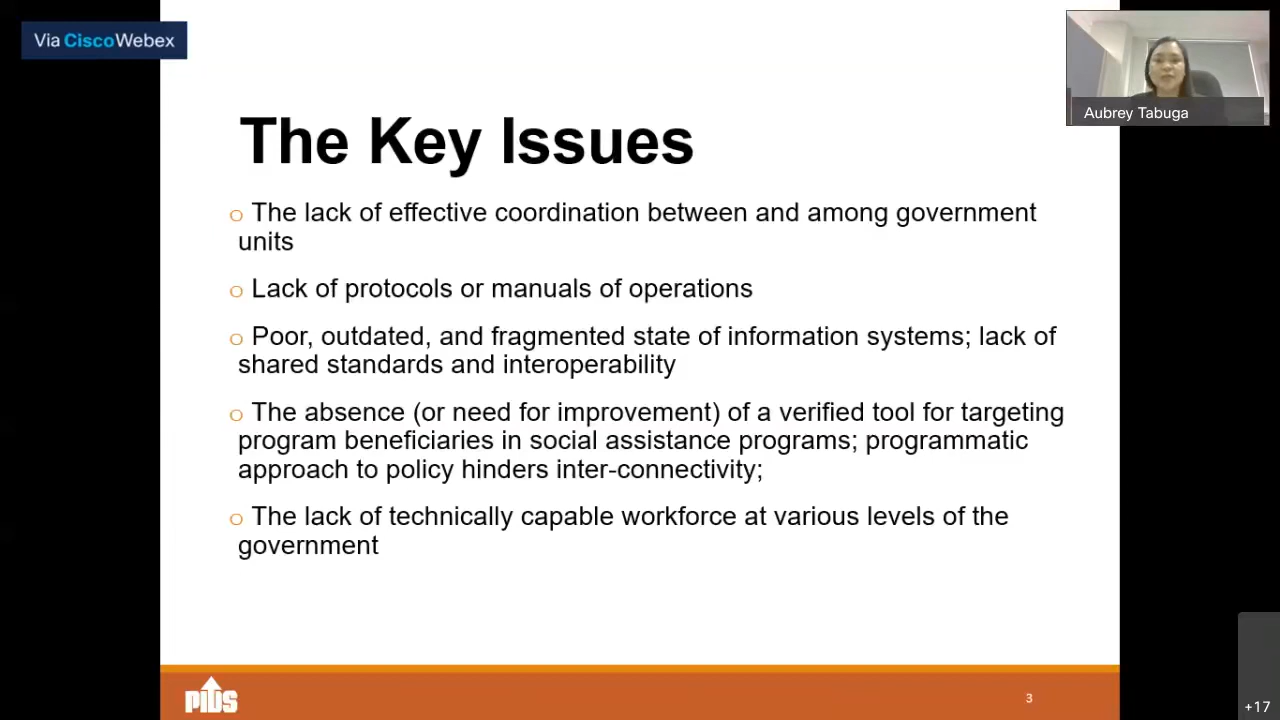 Via CiscoWebex
Aubrey Tabuga
The Key Issues
o The lack of effective coordination between and among government
units
o Lack of protocols or manuals of operations
o Poor, outdated, and fragmented state of information systems; lack of
shared standards and interoperability
o The absence (or need for improvement) of a verified tool for targeting
program beneficiaries in social assistance programs; programmatic
approach to policy hinders inter-connectivity;
o The lack of technically capable workforce at various levels of the
government
PIDS
3
+17